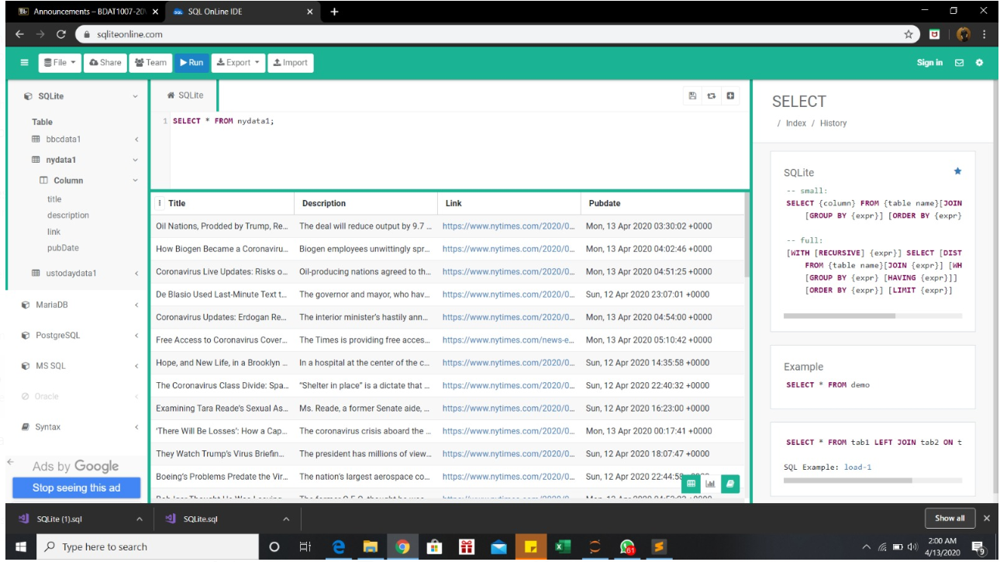 Announcements – BDAT1007-20
SQL OnLine IDE
sqliteonline.com
File
Share
Team
Run
Export
Import
Sign in
SQLite
Table
bbcdata1
nydata1
Column
title
description
link
pubDate
ustodaydata1
MariaDB
PostgreSQL
MS SQL
Oracle
Syntax
Ads by Google
Stop seeing this ad
SQLite
1 SELECT * FROM nydata1;
Title Description Link Pubdate
Oil Nations, Prodded by Trump, Re... The deal will reduce output by 9.7 ... https://www.nytimes.com/2020/0... Mon, 13 Apr 2020 03:30:02 +0000
How Biogen Became a Coronaviru... Biogen employees unwittingly spr... https://www.nytimes.com/2020/0... Mon, 13 Apr 2020 04:02:46 +0000
Coronavirus Live Updates: Risks o... Oil-producing nations agreed to th... https://www.nytimes.com/2020/0... Mon, 13 Apr 2020 04:51:25 +0000
De Blasio Used Last-Minute Text t... The governor and mayor, who hav... https://www.nytimes.com/2020/0... Sun, 12 Apr 2020 23:07:01 +0000
Coronavirus Updates: Erdogan Re... The interior minister's hastily ann... https://www.nytimes.com/2020/0... Mon, 13 Apr 2020 04:54:00 +0000
Free Access to Coronavirus Cover... The Times is providing free acces... https://www.nytimes.com/news-e... Mon, 13 Apr 2020 05:10:42 +0000
Hope, and New Life, in a Brooklyn ... In a hospital at the center of the c... https://www.nytimes.com/2020/0... Sun, 12 Apr 2020 14:35:58 +0000
The Coronavirus Class Divide: Spa... “Shelter in place” is a dictate that ... https://www.nytimes.com/2020/0... Sun, 12 Apr 2020 22:40:32 +0000
Examining Tara Reade's Sexual As... Ms. Reade, a former Senate aide, ... https://www.nytimes.com/2020/0... Sun, 12 Apr 2020 16:23:00 +0000
‘There Will Be Losses’: How a Cap... The coronavirus crisis aboard the ... https://www.nytimes.com/2020/0... Mon, 13 Apr 2020 00:17:41 +0000
They Watch Trump's Virus Briefin... The president has millions of view... https://www.nytimes.com/2020/0... Sun, 12 Apr 2020 18:07:47 +0000
Boeing's Problems Predate the Vir... The nation's largest aerospace co... https://www.nytimes.com/2020/0... Sun, 12 Apr 2020 22:44:58
SELECT
/ Index / History
SQLite
-- small:
SELECT {column} FROM {table name}[JOIN
[GROUP BY {expr}] [ORDER BY {expr}
-- full:
[WITH [RECURSIVE] {expr}] SELECT [DIST
FROM {table name}[JOIN {expr}] [WH
[GROUP BY {expr} [HAVING {expr}]]
[ORDER BY {expr}] [LIMIT {expr}]
Example
SELECT * FROM demo
SELECT * FROM tab1 LEFT JOIN tab2 ON t
SQL Example: load-1
SQLite (1).sql
SQLite.sql
Show all
Type here to search
61
2:00 AM
4/13/2020
9